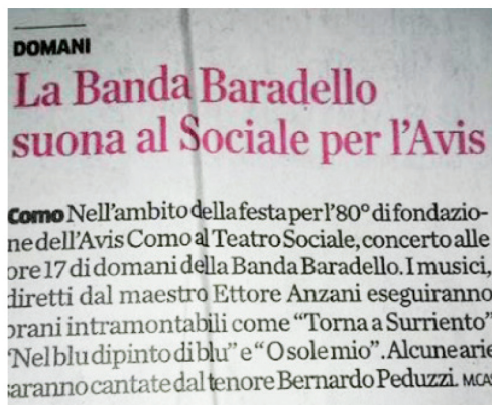 DOMANI
La Banda Baradello
suona al Sociale per l'Avis
Como Nell'ambito della festa per l'80° di fondazio-
ne dell'Avis Como al Teatro Sociale, concerto alle
ore 17 di domani della Banda Baradello. I musici,
diretti dal maestro Ettore Anzani eseguiranno
brani intramontabili come “Torna a Surriento”
“Nel blu dipinto di blu” e “O sole mio”. Alcune arie
saranno cantate dal tenore Bernardo Peduzzi. MCAS